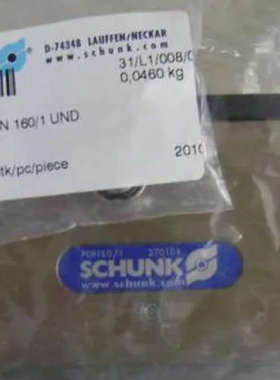 D-74348 LAUFFEN/NECKAR
www.schunk.com
31/L1/008/0
0,0460 kg
N 160/1 UND
tk/pc/piece
2010
370104
SCHUNK
www.schunk.com